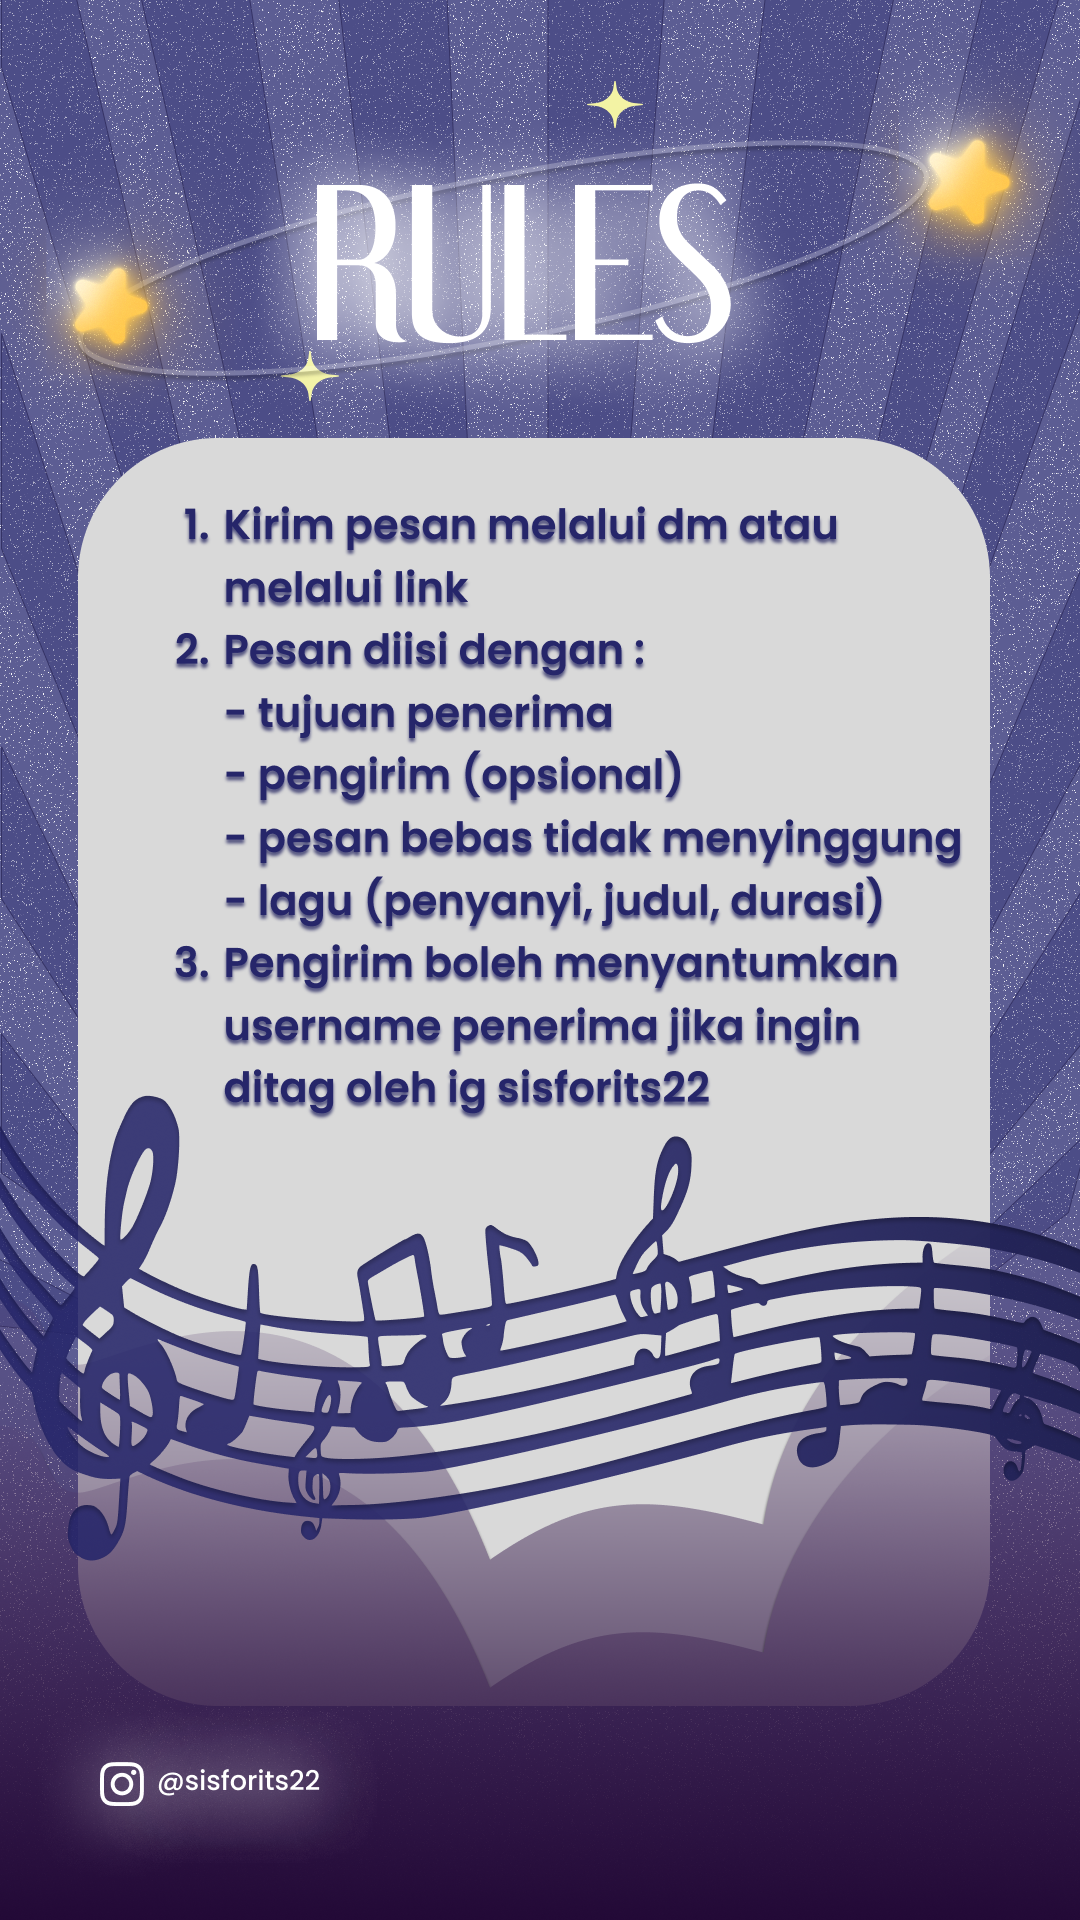 RULES
1. Kirim pesan melalui dm atau
melalui link
2. Pesan diisi dengan :
- tujuan penerima
- pengirim (opsional)
- pesan bebas tidak menyinggung
- lagu (penyanyi, judul, durasi)
3. Pengirim boleh menyantumkan
username penerima jika ingin
ditag oleh ig sisforits22
@sisforits22